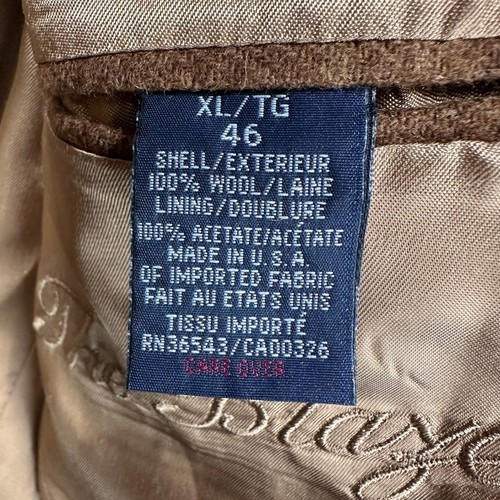 XL/TG
46
SHELL/EXTERIEUR
100% WOOL/LAINE
LINING/DOUBLURE
100% ACETATE/ACÉTATE
MADE IN U.S.A.
OF IMPORTED FABRIC
FAIT AU ETATS UNIS
TISSU IMPORTÉ
RN36543/CA00326
CARE OVER